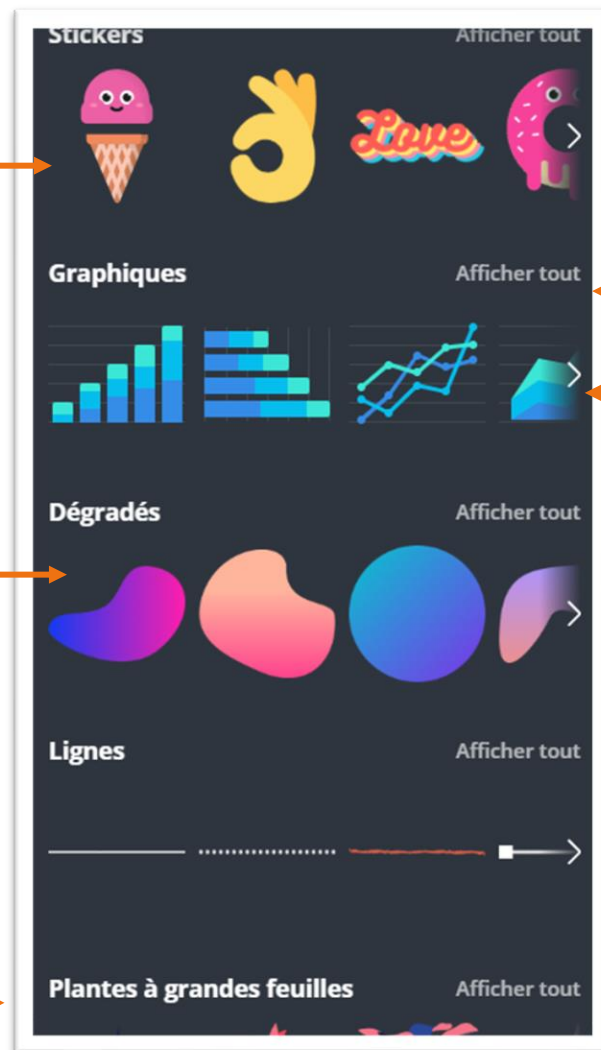 Stickers Afficher tout
Love
Graphiques Afficher tout
Dégradés Afficher tout
Lignes Afficher tout
Plantes à grandes feuilles Afficher tout